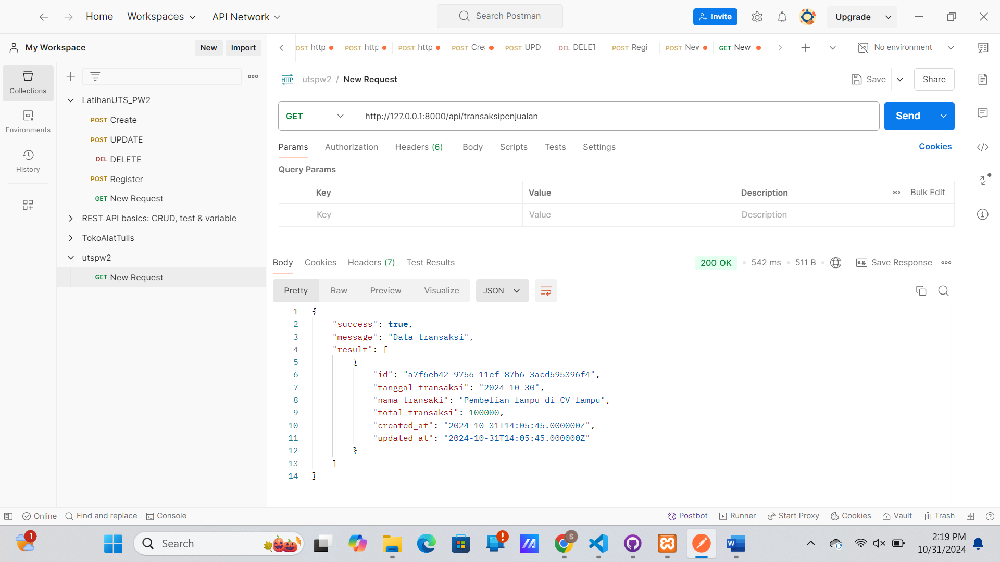 Home
Workspaces
API Network
Search Postman
Invite
Upgrade
My Workspace
New
Import
OST http
POST http
POST http
POST Cre
POST UPD
DEL DELET
POST Regi
POST New
GET New
No environment
Collections
Environments
History
LatihanUTS_PW2
POST Create
POST UPDATE
DEL DELETE
POST Register
GET New Request
REST API basics: CRUD, test & variable
TokoAlatTulis
utspw2
GET New Request
HTTP utspw2 / New Request
Save
Share
GET
http://127.0.0.1:8000/api/transaksipenjualan
Send
Params
Authorization
Headers (6)
Body
Scripts
Tests
Settings
Cookies
Query Params
Key Value Description Bulk Edit
Key Value Description
Body
Cookies
Headers (7)
Test Results
200 OK
542 ms
511 B
e.g. Save Response
Pretty
Raw
Preview
Visualize
JSON
1 {
2 "success": true,
3 "message": "Data transaksi",
4 "result": [
5 {
6 "id": "a7f6eb42-9756-11ef-87b6-3acd595396f4",
7 "tanggal transaksi": "2024-10-30",
8 "nama transaki": "Pembelian lampu di CV lampu",
9 "total transaksi": 100000,
10 "created_at": "2024-10-31T14:05:45.000000Z",
11 "updated_at": "2024-10-31T14:05:45.000000Z"
12 }
13 ]
14 }
Online
Find and replace
Console
Postbot
Runner
Start Proxy
Cookies
Vault
Trash
1
Search
S
W
2:19 PM
10/31/2024